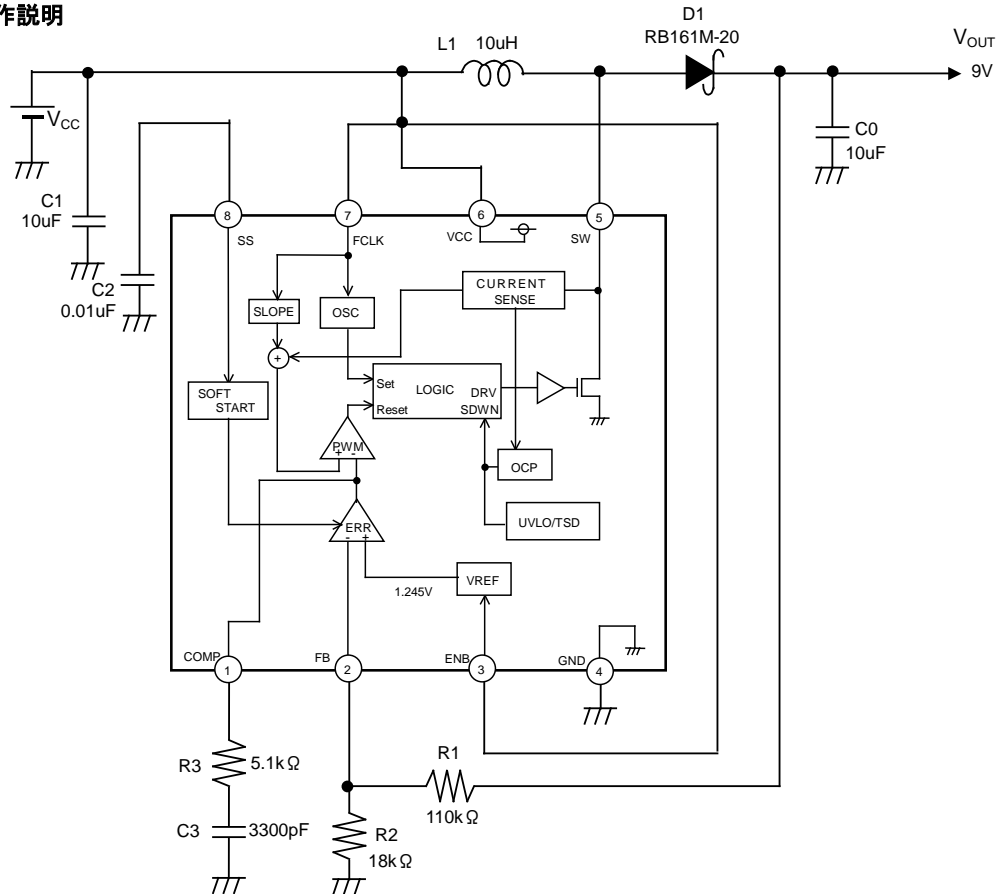 作説明
D1
RB161M-20
L1 10uH
VOUT
9V
VCC
C0
10uF
C1
10uF
C2
0.01uF
8
7
6
5
SS
FCLK
VCC
SW
CURRENT
SENSE
SLOPE
OSC
+
Set
LOGIC
DRV
SDWN
Reset
SOFT
START
PWM
+ -
OCP
UVLO/TSD
ERR
- +
VREF
1.245V
COMP
FB
ENB
GND
1
2
3
4
R3
5.1kΩ
R1
110kΩ
C3
3300pF
R2
18kΩ